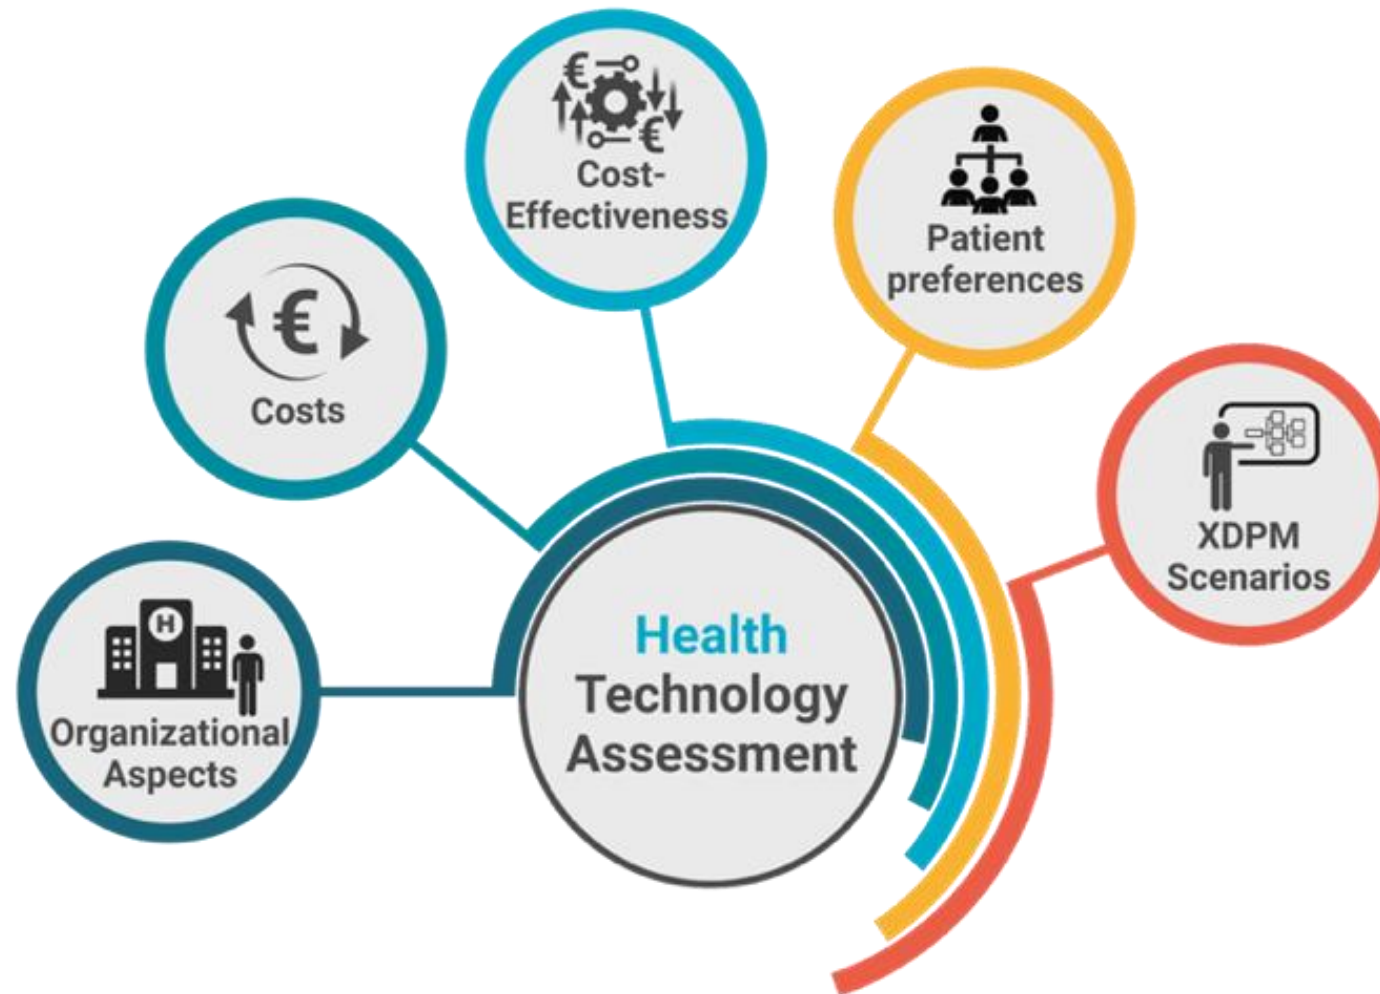 €
€
Cost-
Effectiveness
Patient
preferences
€
Costs
XDPM
Scenarios
H
Organizational
Aspects
Health
Technology
Assessment